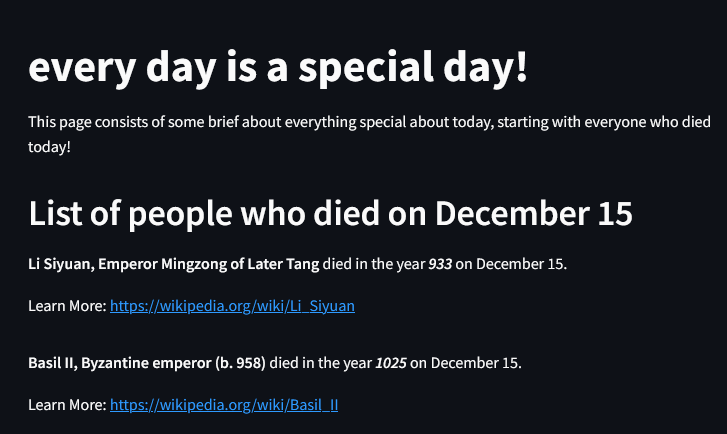 every day is a special day!
This page consists of some brief about everything special about today, starting with everyone who died
today!
List of people who died on December 15
Li Siyuan, Emperor Mingzong of Later Tang died in the year 933 on December 15.
Learn More: https://wikipedia.org/wiki/Li_Siyuan
Basil II, Byzantine emperor (b. 958) died in the year 1025 on December 15.
Learn More: https://wikipedia.org/wiki/Basil_II